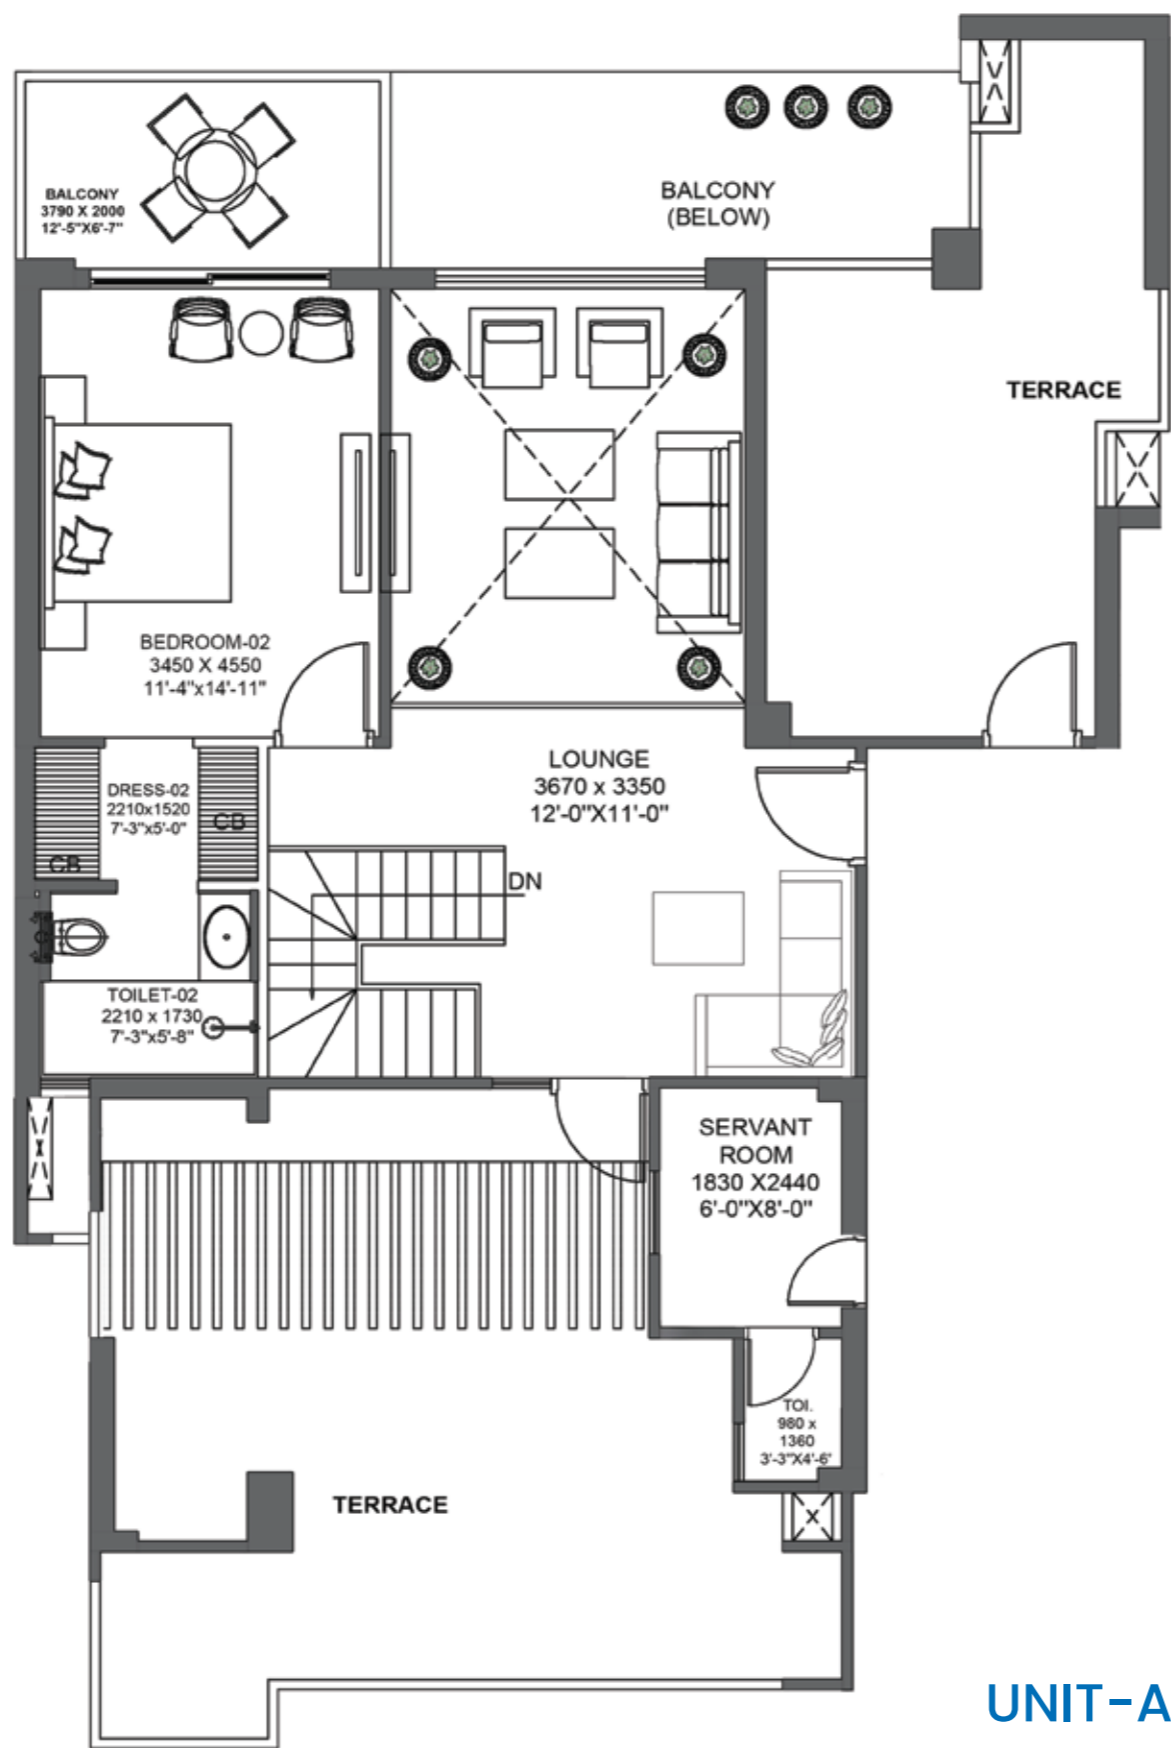 BALCONY
3790 X 2000
12'-5"X6'-7"
BALCONY
(BELOW)
TERRACE
BEDROOM-02
3450 X 4550
11'-4"x14'-11"
LOUNGE
3670 x 3350
12'-0"X11'-0"
DRESS-02
2210x1520
7'-3"x5'-0"
CB
CB
DN
TOILET-02
2210 x 1730
7'-3"x5'-8"
SERVANT
ROOM
1830 X2440
6'-0"X8'-0"
TOI.
980 x
1360
3'-3"X4'-6"
TERRACE
UNIT-A